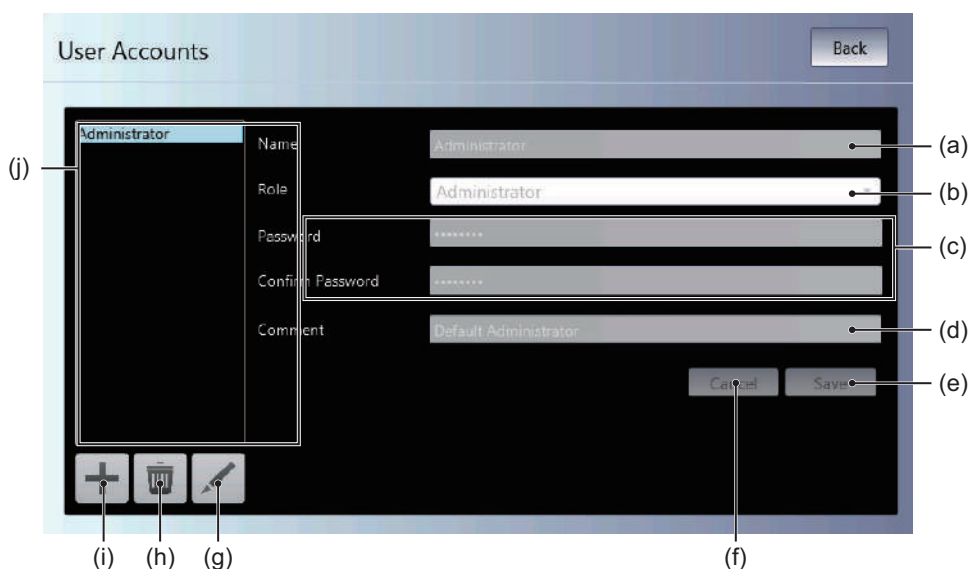 User Accounts
Back
Administrator
Name
Administrator
(a)
(j)
Role
Administrator
(b)
Password
••••••••
(c)
Confirm Password
••••••••
Comment
Default Administrator
(d)
Cancel
Save
(e)
(i)
(h)
(g)
(f)